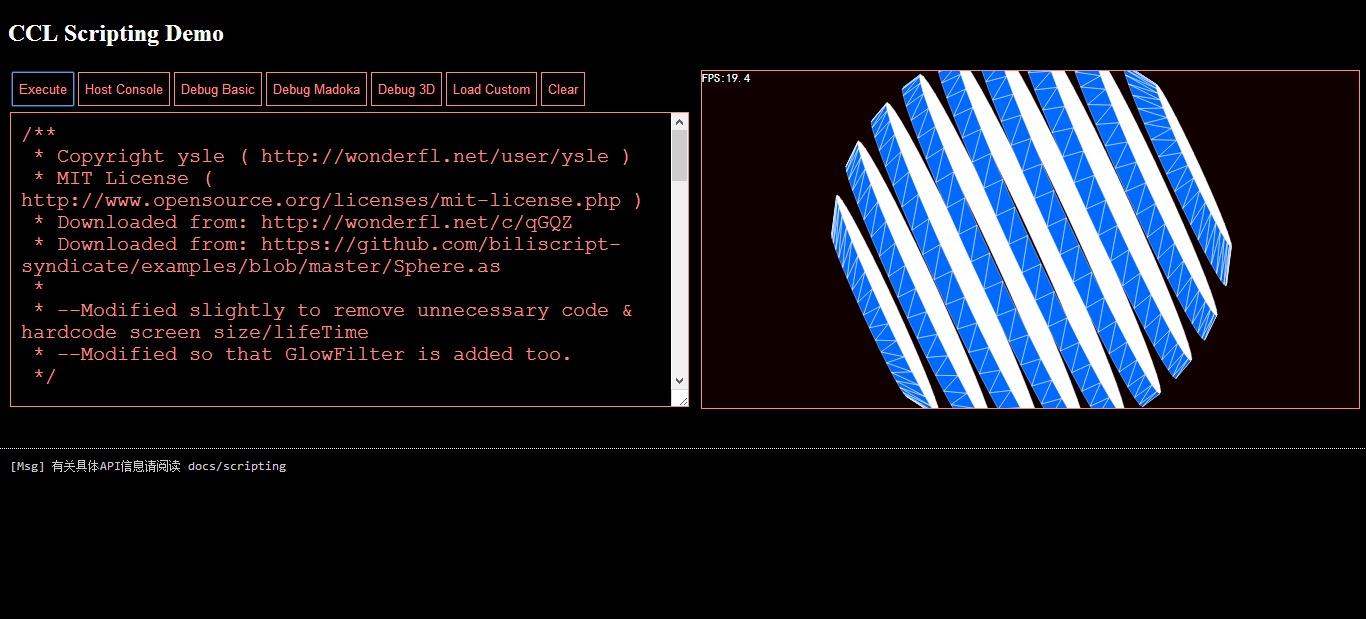 CCL Scripting Demo
Execute Host Console Debug Basic Debug Madoka Debug 3D Load Custom Clear
/**
* Copyright ysle ( http://wonderfl.net/user/ysle )
* MIT License (
http://www.opensource.org/licenses/mit-license.php )
* Downloaded from: http://wonderfl.net/c/qGQZ
* Downloaded from: https://github.com/biliscript-
syndicate/examples/blob/master/Sphere.as
*
* --Modified slightly to remove unnecessary code &
hardcode screen size/lifeTime
* --Modified so that GlowFilter is added too.
*/
FPS:19.4
[Msg] 有关具体API信息请阅读 docs/scripting